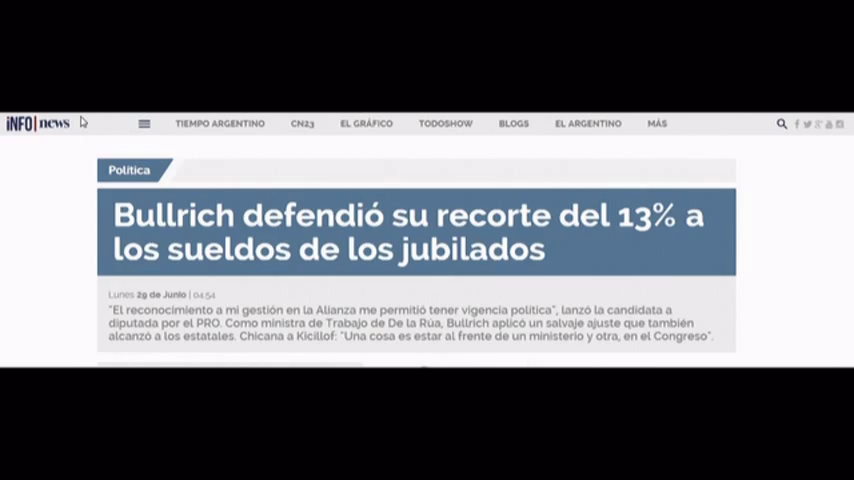 iNFO|news TIEMPO ARGENTINO CN23 EL GRÁFICO TODOSHOW BLOGS EL ARGENTINO MÁS
Política
Bullrich defendió su recorte del 13% a
los sueldos de los jubilados
Lunes 29 de Junio | 04:54
"El reconocimiento a mi gestión en la Alianza me permitió tener vigencia política", lanzó la candidata a
diputada por el PRO. Como ministra de Trabajo de De la Rúa, Bullrich aplicó un salvaje ajuste que también
alcanzó a los estatales. Chicana a Kicillof: "Una cosa es estar al frente de un ministerio y otra, en el Congreso".